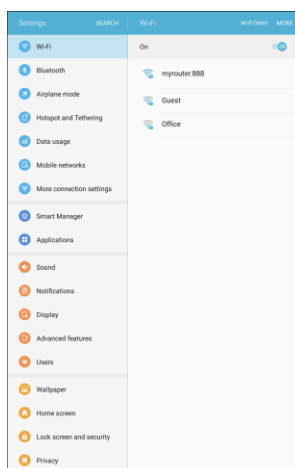 Settings SEARCH
Wi-Fi
Bluetooth
Airplane mode
Hotspot and Tethering
Data usage
Mobile networks
More connection settings
Smart Manager
Applications
Sound
Notifications
Display
Advanced features
Users
Wallpaper
Home screen
Lock screen and security
Privacy
Wi-Fi Wi-Fi Direct MORE
On ON
myrouter.888
Guest
Office